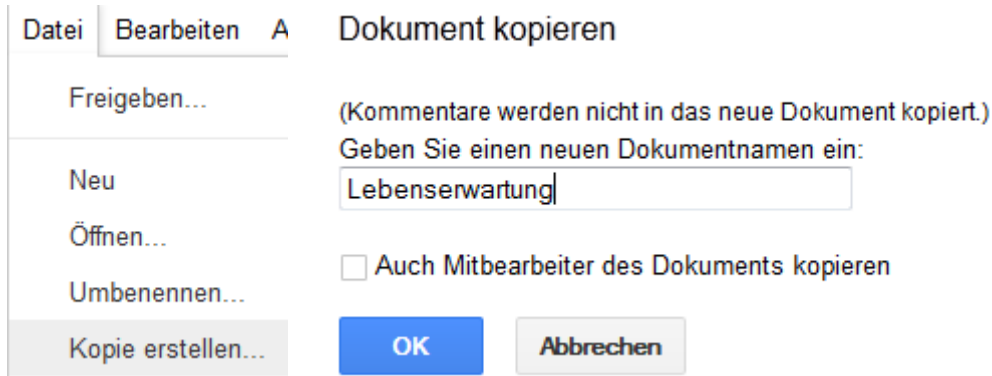 Datei Bearbeiten A
Freigeben...
Neu
Öffnen...
Umbenennen...
Kopie erstellen...
Dokument kopieren
(Kommentare werden nicht in das neue Dokument kopiert.)
Geben Sie einen neuen Dokumentnamen ein:
Lebenserwartung
Auch Mitbearbeiter des Dokuments kopieren
OK Abbrechen